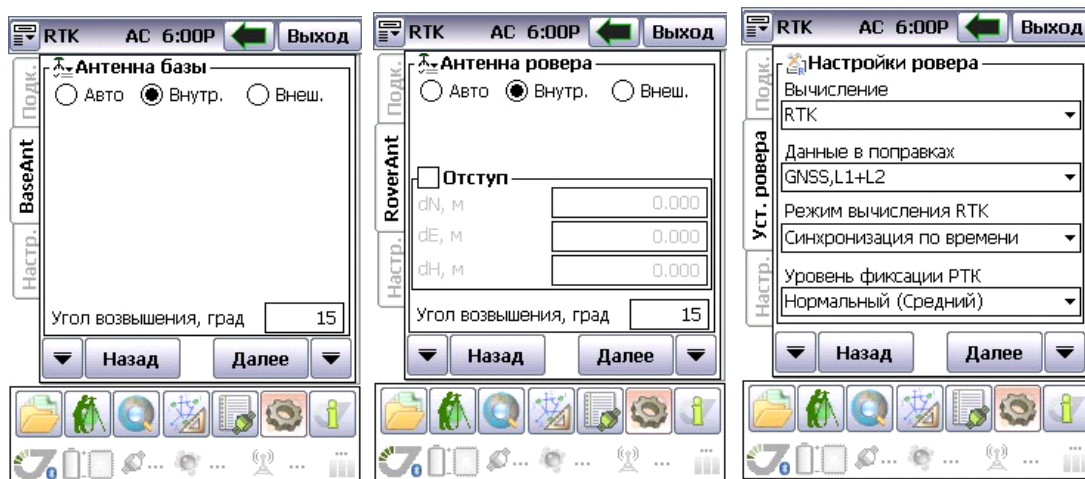 RTK AC 6:00P Выход
Антенна базы
Авто Внутр. Внеш.
Подк.
BaseAnt
Настр.
Угол возвышения, град 15
Назад Далее
... ... ...
RTK AC 6:00P Выход
Антенна ровера
Авто Внутр. Внеш.
Подк.
RoverAnt
Настр.
Отступ
dN, м 0.000
dE, м 0.000
dH, м 0.000
Угол возвышения, град 15
Назад Далее
... ... ...
RTK AC 6:00P Выход
Настройки ровера
Подк.
Уст. ровера
Настр.
Вычисление
RTK
Данные в поправках
GNSS,L1+L2
Режим вычисления RTK
Синхронизация по времени
Уровень фиксации РТК
Нормальный (Средний)
Назад Далее
... ... ...